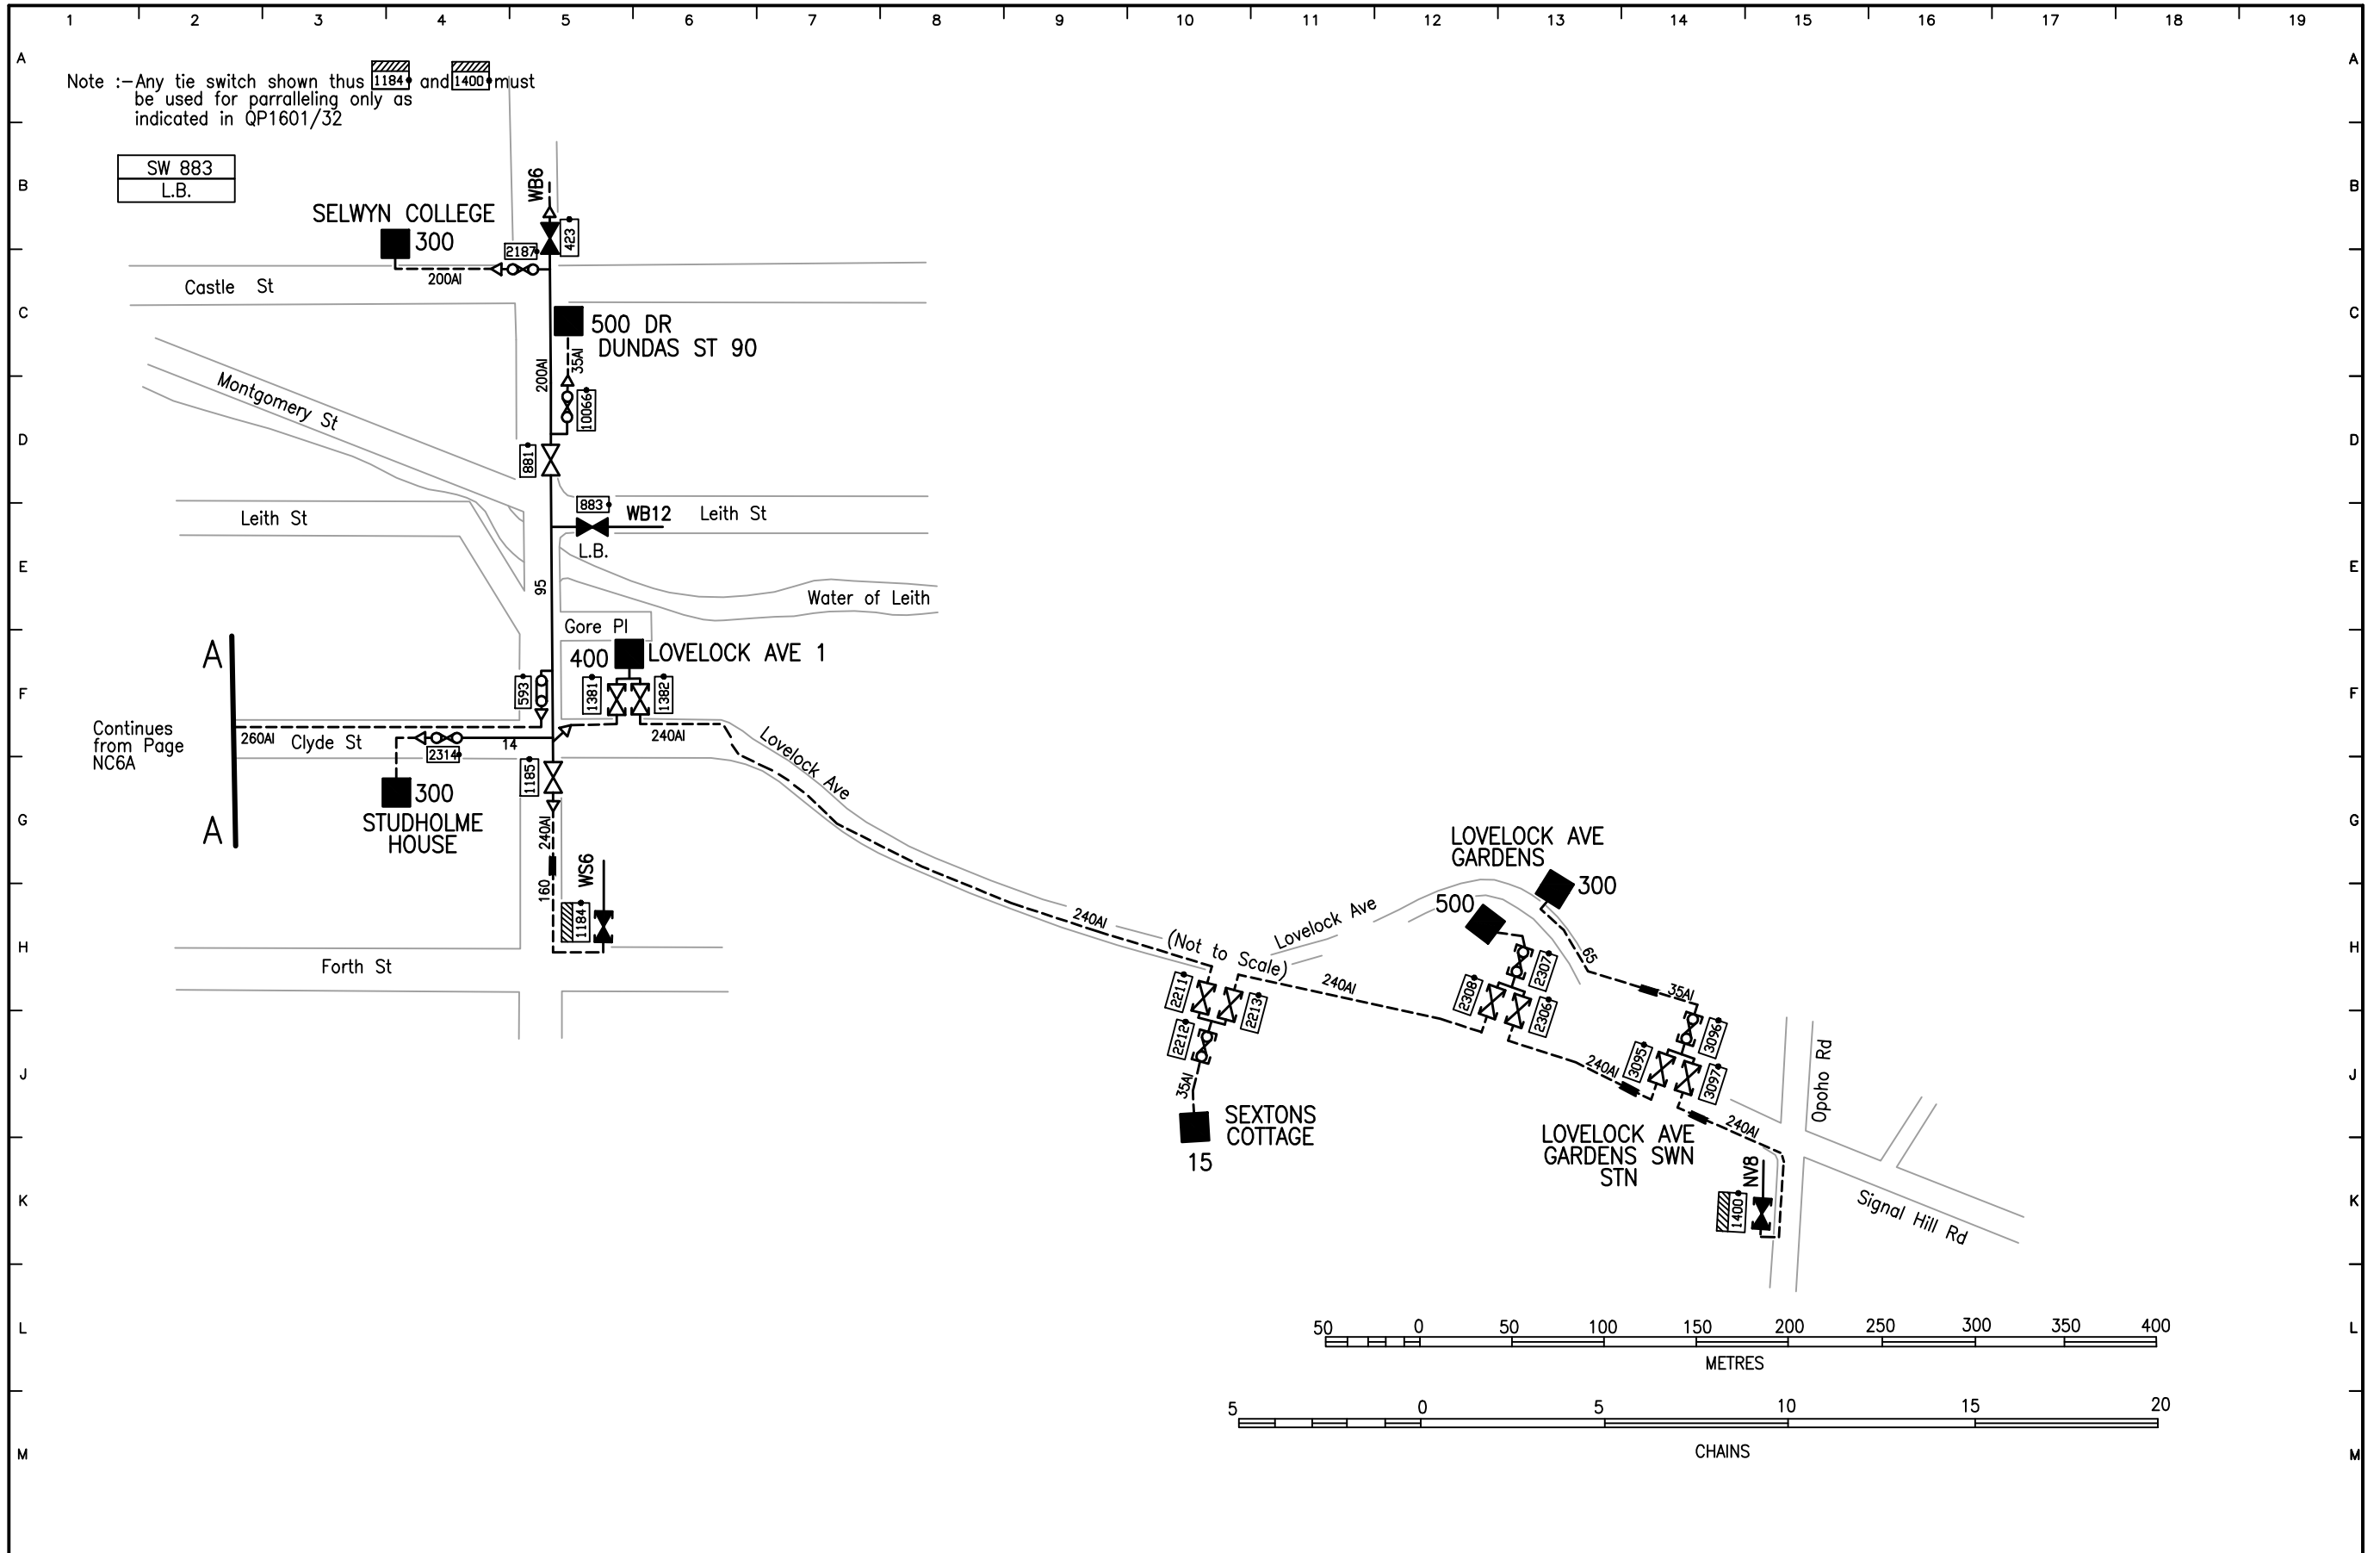 1 2 3 4 5 6 7 8 9 10 11 12 13 14 15 16 17 18 19
A A
Note :-Any tie switch shown thus 1184 and 1400 must
be used for parralleling only as
indicated in QP1601/32
SW 883
L.B.
B B
WB6
SELWYN COLLEGE
300
2187
423
200Al
Castle St
C C
500 DR
DUNDAS ST 90
200Al
35Al
10066
Montgomery St
D D
881
883
WB12
Leith St
Leith St
L.B.
E E
95
Water of Leith
Gore Pl
A
400
LOVELOCK AVE 1
F F
593
1381
1382
Continues
from Page
NC6A
260Al
Clyde St
14
240Al
2314
1185
Lovelock Ave
300
STUDHOLME
HOUSE
A
G G
240Al
LOVELOCK AVE
GARDENS
300
WS6
160
1184
500
240Al
Lovelock Ave
(Not to Scale)
H H
Forth St
65
2307
2308
2306
35Al
2211
2213
2212
240Al
3096
3095
3097
240Al
Opoho Rd
J J
35Al
SEXTONS
COTTAGE
15
LOVELOCK AVE
GARDENS SWN
STN
240Al
NV8
1400
K K
Signal Hill Rd
L L
50 0 50 100 150 200 250 300 350 400
METRES
5 0 5 10 15 20
CHAINS
M M